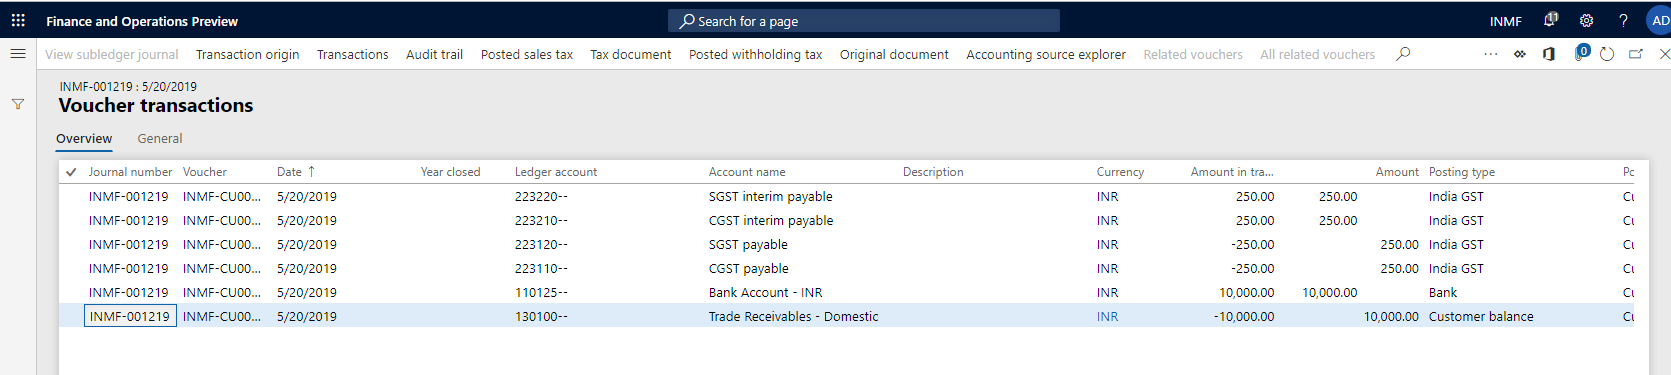 Finance and Operations Preview Search for a page INMF 11 ? AD
View subledger journal Transaction origin Transactions Audit trail Posted sales tax Tax document Posted withholding tax Original document Accounting source explorer Related vouchers All related vouchers ... 0
INMF-001219 : 5/20/2019
Voucher transactions
Overview General
Journal number Voucher Date ↑ Year closed Ledger account Account name Description Currency Amount in tra... Amount Posting type Pc
INMF-001219 INMF-CU00... 5/20/2019 223220-- SGST interim payable INR 250.00 250.00 India GST Cu
INMF-001219 INMF-CU00... 5/20/2019 223210-- CGST interim payable INR 250.00 250.00 India GST Cu
INMF-001219 INMF-CU00... 5/20/2019 223120-- SGST payable INR -250.00 250.00 India GST Cu
INMF-001219 INMF-CU00... 5/20/2019 223110-- CGST payable INR -250.00 250.00 India GST Cu
INMF-001219 INMF-CU00... 5/20/2019 110125-- Bank Account - INR INR 10,000.00 10,000.00 Bank Cu
INMF-001219 INMF-CU00... 5/20/2019 130100-- Trade Receivables - Domestic INR -10,000.00 10,000.00 Customer balance Cu